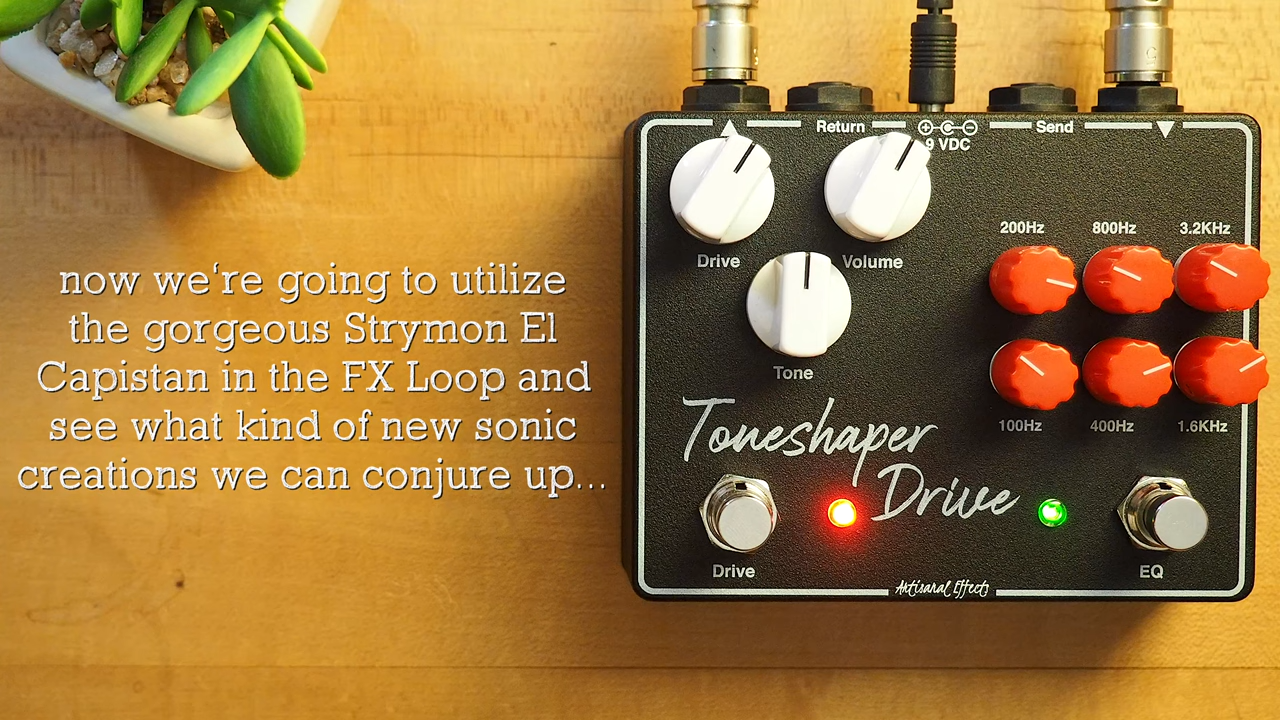 now we're going to utilize
the gorgeous Strymon El
Capistan in the FX Loop and
see what kind of new sonic
creations we can conjure up...
Return
Send
9 VDC
Drive
Volume
Tone
200Hz 800Hz 3.2KHz
100Hz 400Hz 1.6KHz
Toneshaper
Drive
Drive
EQ
Artisanal Effects